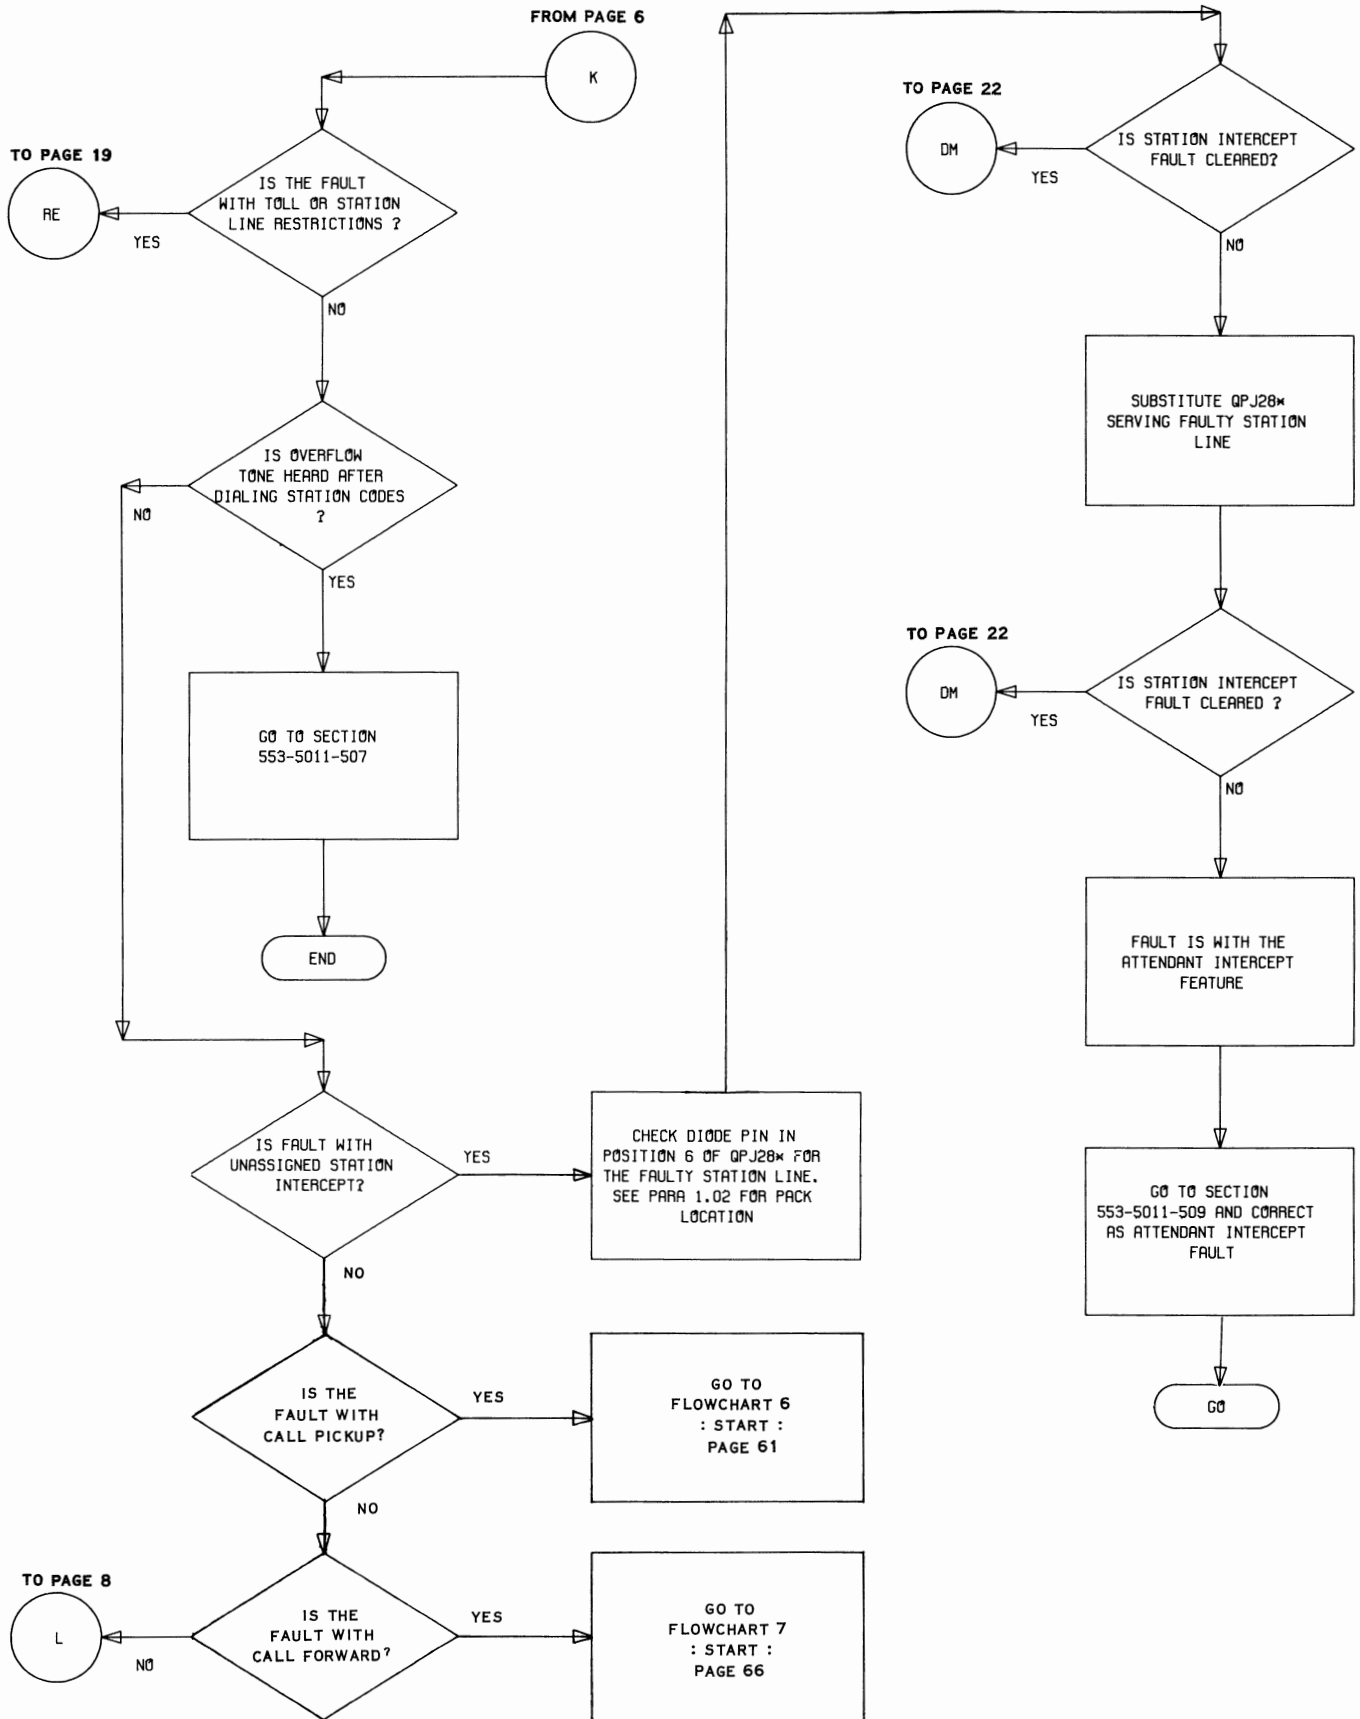 FROM PAGE 6
K
TO PAGE 19
RE
IS THE FAULT
WITH TOLL OR STATION
LINE RESTRICTIONS ?
YES
NO
IS OVERFLOW
TONE HEARD AFTER
DIALING STATION CODES
?
NO
YES
GO TO SECTION
553-5011-507
END
IS FAULT WITH
UNASSIGNED STATION
INTERCEPT?
YES
CHECK DIODE PIN IN
POSITION 6 OF QPJ28* FOR
THE FAULTY STATION LINE.
SEE PARA 1.02 FOR PACK
LOCATION
NO
IS THE
FAULT WITH
CALL PICKUP?
YES
GO TO
FLOWCHART 6
: START :
PAGE 61
NO
TO PAGE 8
L
NO
IS THE
FAULT WITH
CALL FORWARD?
YES
GO TO
FLOWCHART 7
: START :
PAGE 66
TO PAGE 22
DM
YES
IS STATION INTERCEPT
FAULT CLEARED?
NO
SUBSTITUTE QPJ28*
SERVING FAULTY STATION
LINE
TO PAGE 22
DM
YES
IS STATION INTERCEPT
FAULT CLEARED ?
NO
FAULT IS WITH THE
ATTENDANT INTERCEPT
FEATURE
GO TO SECTION
553-5011-509 AND CORRECT
AS ATTENDANT INTERCEPT
FAULT
GO